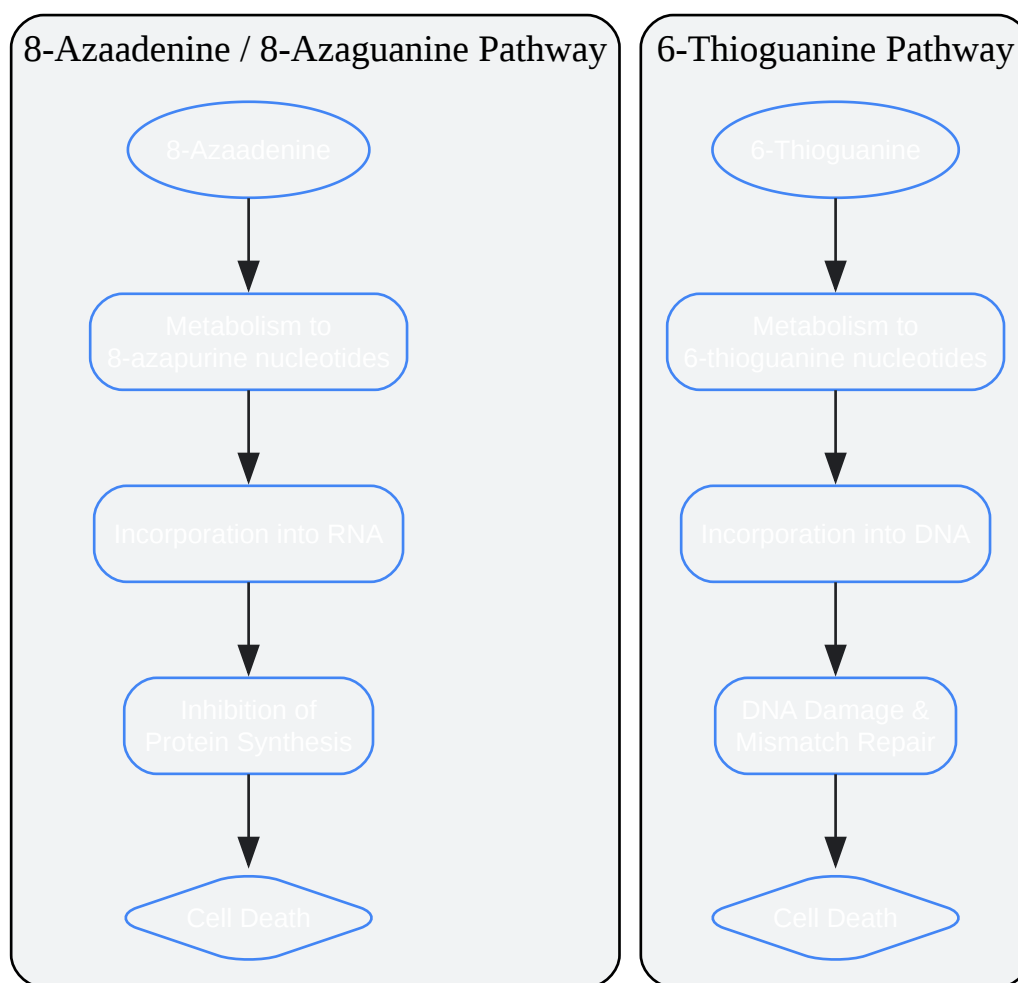 8-Azaadenine / 8-Azaguanine Pathway
8-Azaadenine
Metabolism to
8-azapurine nucleotides
Incorporation into RNA
Inhibition of
Protein Synthesis
Cell Death
6-Thioguanine Pathway
6-Thioguanine
Metabolism to
6-thioguanine nucleotides
Incorporation into DNA
DNA Damage &
Mismatch Repair
Cell Death